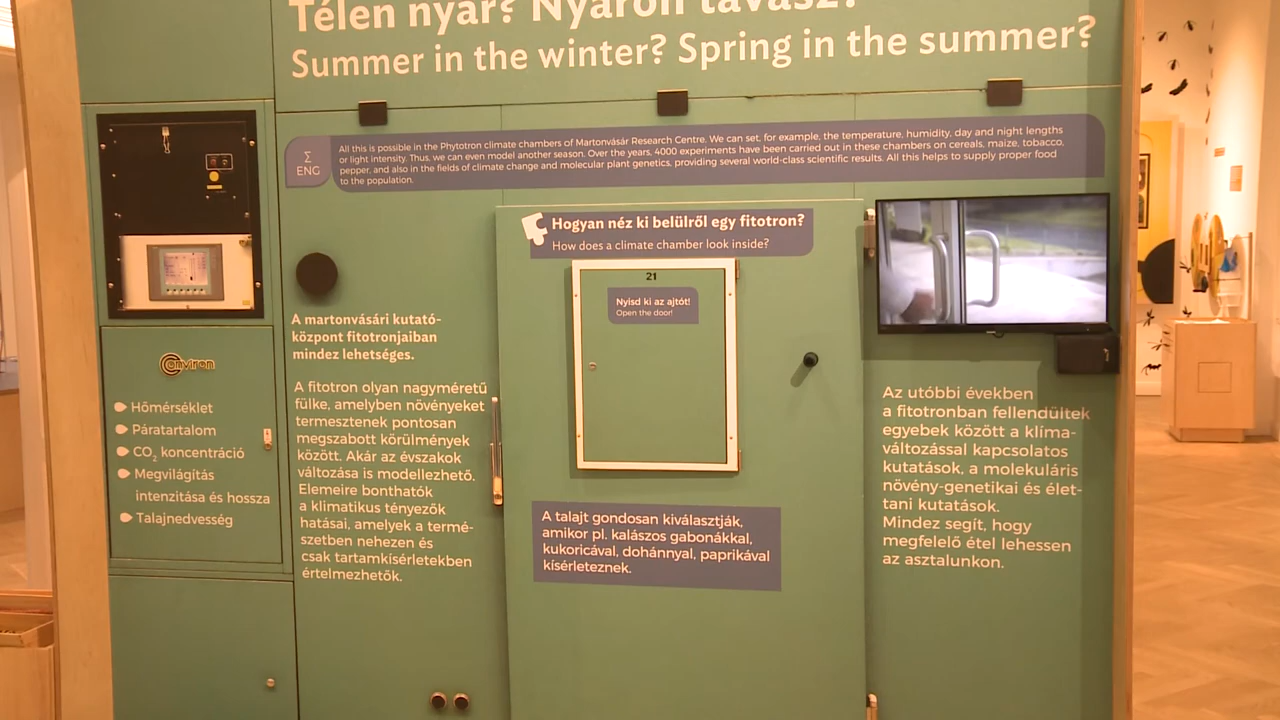 Télen nyár? Nyáron tavasz?
Summer in the winter? Spring in the summer?
Σ
ENG
All this is possible in the Phytotron climate chambers of Martonvásár Research Centre. We can set, for example, the temperature, humidity, day and night lengths
or light intensity. Thus, we can even model another season. Over the years, 4000 experiments have been carried out in these chambers on cereals, maize, tobacco,
pepper, and also in the fields of climate change and molecular plant genetics, providing several world-class scientific results. All this helps to supply proper food
to the population.
Conviron
Hőmérséklet
Páratartalom
CO₂ koncentráció
Megvilágítás
intenzitása és hossza
Talajnedvesség
A martonvásári kutató-
központ fitotronjaiban
mindez lehetséges.
A fitotron olyan nagyméretű
fülke, amelyben növényeket
termesztenek pontosan
megszabott körülmények
között. Akár az évszakok
változása is modellezhető.
Elemeire bonthatók
a klimatikus tényezők
hatásai, amelyek a termé-
szetben nehezen és
csak tartamkísérletekben
értelmezhetők.
Hogyan néz ki belülről egy fitotron?
How does a climate chamber look inside?
21
Nyisd ki az ajtót!
Open the door!
A talajt gondosan kiválasztják,
amikor pl. kalászos gabonákkal,
kukoricával, dohánnyal, paprikával
kísérleteznek.
Az utóbbi években
a fitotronban fellendültek
egyebek között a klíma-
változással kapcsolatos
kutatások, a molekuláris
növény-genetikai és élet-
tani kutatások.
Mindez segít, hogy
megfelelő étel lehessen
az asztalunkon.